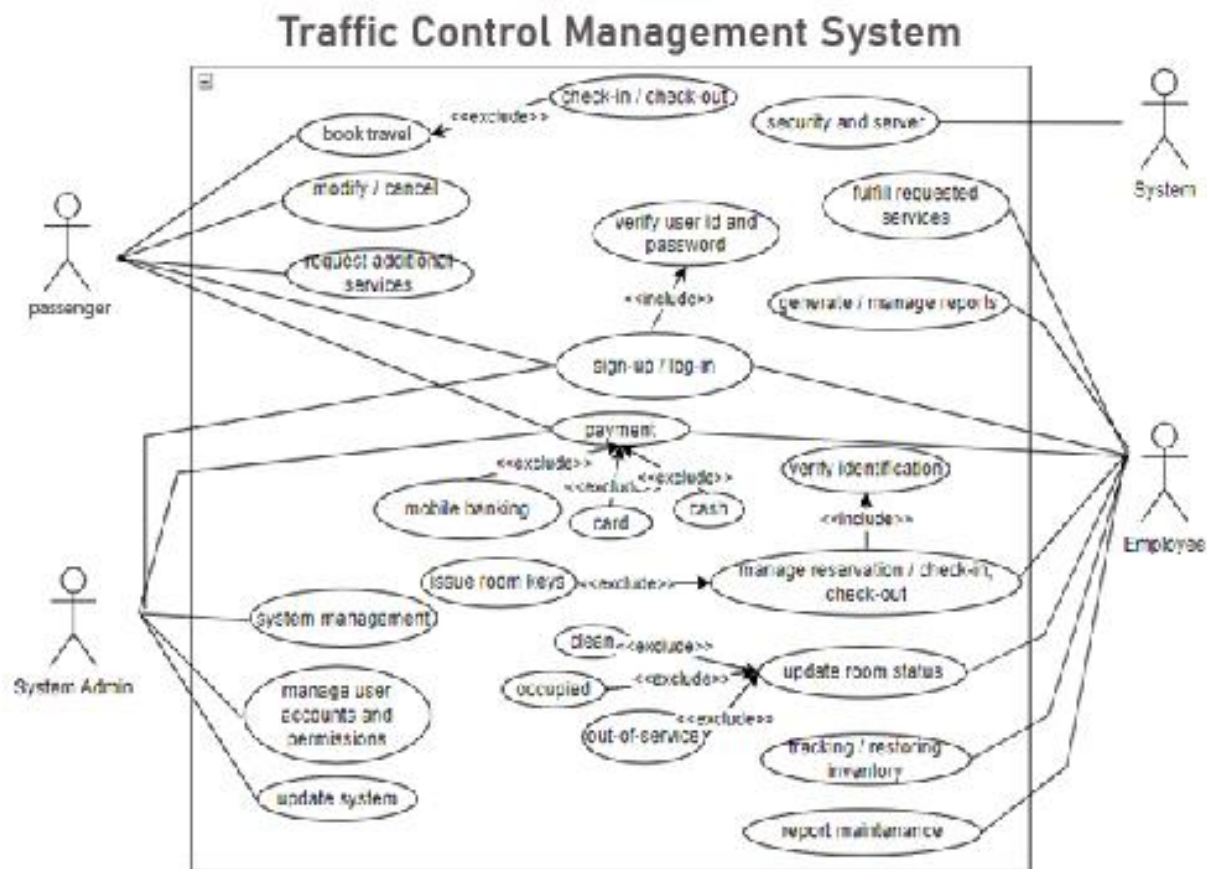 Traffic Control Management System
check-in / check-out
<<exclude>>
book travel
security and server
System
modify / cancel
fulfill requested
services
verify user id and
password
request additional
services
passenger
<<include>>
generate / manage reports
sign-up / log-in
payment
<<exclude>>
<<exclude>>
<<exclude>>
verify identification
mobile banking
card
cash
<<include>>
Employee
issue room keys
<<exclude>>
manage reservation / check-in,
check-out
system management
clean
<<exclude>>
update room status
occupied
<<exclude>>
System Admin
manage user
accounts and
permissions
out-of-service
<<exclude>>
tracking / restoring
inventory
update system
report maintenance